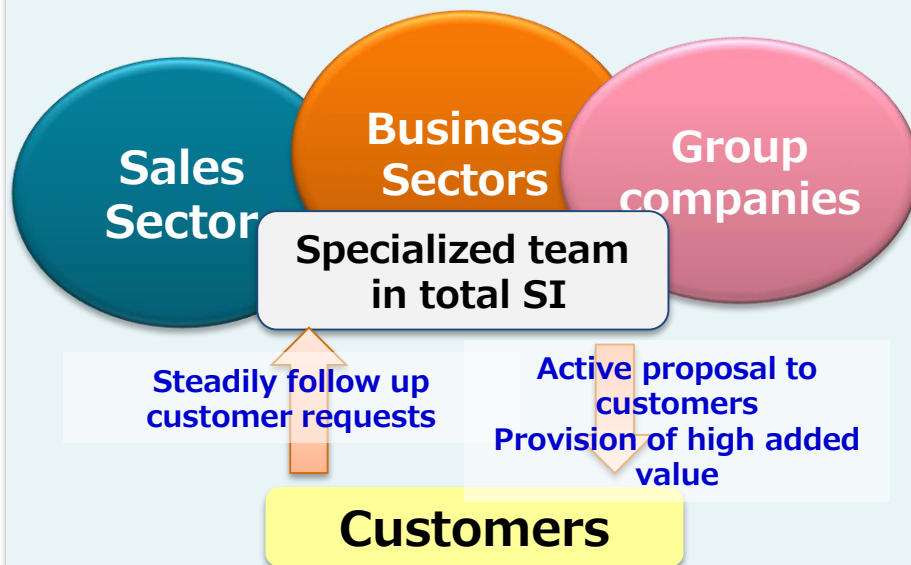 Sales
Sector
Business
Sectors
Group
companies
Specialized team
in total SI
Steadily follow up
customer requests
Active proposal to
customers
Provision of high added
value
Customers